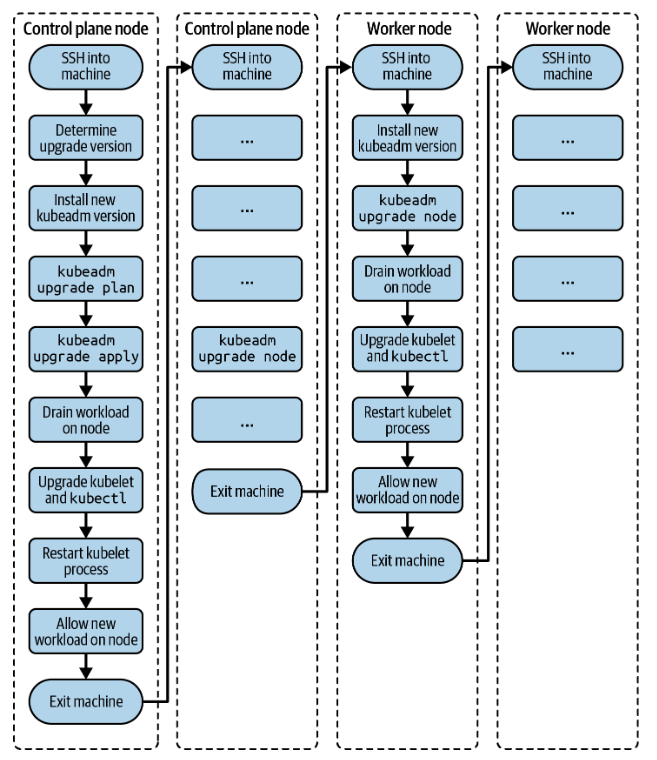 Control plane node
SSH into
machine
Determine
upgrade version
Install new
kubeadm version
kubeadm
upgrade plan
kubeadm
upgrade apply
Drain workload
on node
Upgrade kubelet
and kubectl
Restart kubelet
process
Allow new
workload on node
Exit machine
Control plane node
SSH into
machine
...
...
...
kubeadm
upgrade node
...
Exit machine
Worker node
SSH into
machine
Install new
kubeadm version
kubeadm
upgrade node
Drain workload
on node
Upgrade kubelet
and kubectl
Restart kubelet
process
Allow new
workload on node
Exit machine
Worker node
SSH into
machine
...
...
...
...